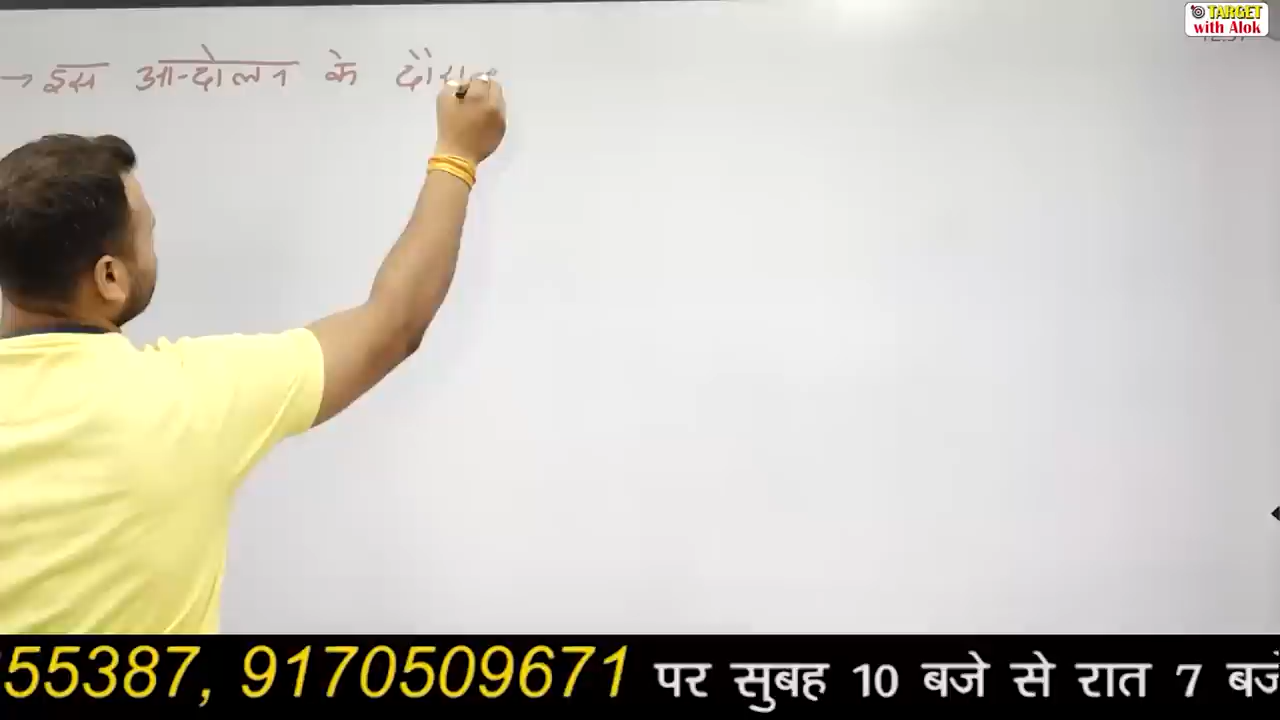 TARGET
with Alok
→ इस आन्दोलन के दौरान
55387, 9170509671 पर सुबह 10 बजे से रात 7 बजे